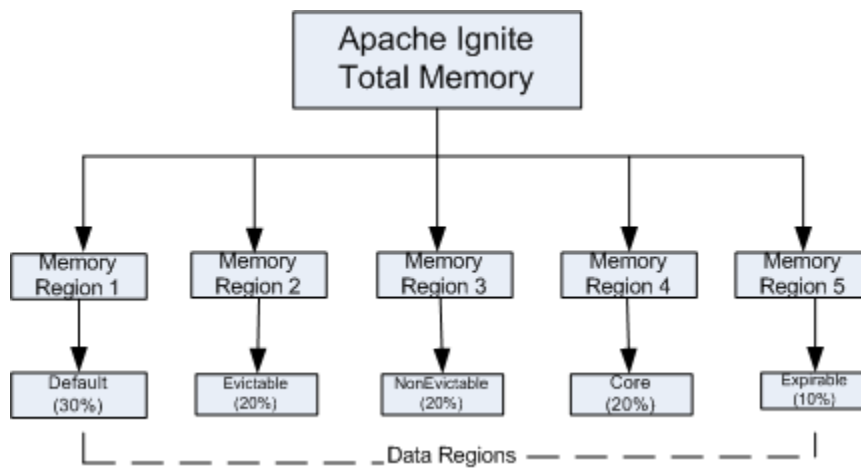 Apache Ignite
Total Memory
Memory
Region 1
Memory
Region 2
Memory
Region 3
Memory
Region 4
Memory
Region 5
Default
(30%)
Evictable
(20%)
NonEvictable
(20%)
Core
(20%)
Expirable
(10%)
Data Regions